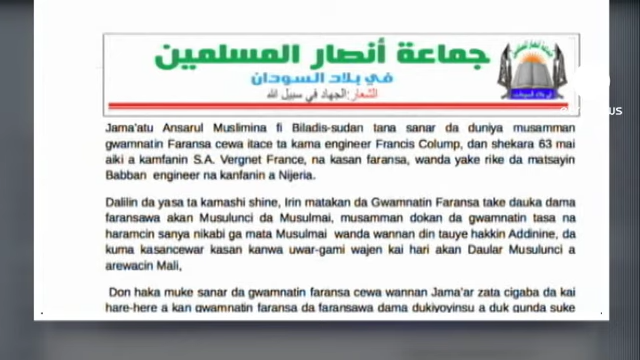 جماعة أنصار المسلمين
في بلاد السودان
الشعار: الجهاد في سبيل الله
Jama'atu Ansarul Muslimina fi Biladis-sudan tana sanar da duniya musamman
gwamnatin Faransa cewa itace ta kama engineer Francis Colump, dan shekara 63 mai
aiki a kamfanin S.A. Vergnet France, na kasan faransa, wanda yake rike da matsayin
Babban engineer na kanfanin a Nijeria.
Dalilin da yasa ta kamashi shine, Irin matakan da Gwamnatin Faransa take dauka dama
faransawa akan Musulunci da Musulmai, musamman dokan da gwamnatin tasa na
haramcin sanya nikabi ga mata Musulmai wanda wannan din tauye hakkin Addinine, da
kuma kasancewar kasan kanwa uwar-gami wajen kai hari akan Daular Musulunci a
arewacin Mali,
Don haka muke sanar da gwamnatin faransa cewa wannan Jama'ar zata cigaba da kai
hare-here a kan gwamnatin faransa da faransawa dama dukiyoyinsu a duk gunda suke